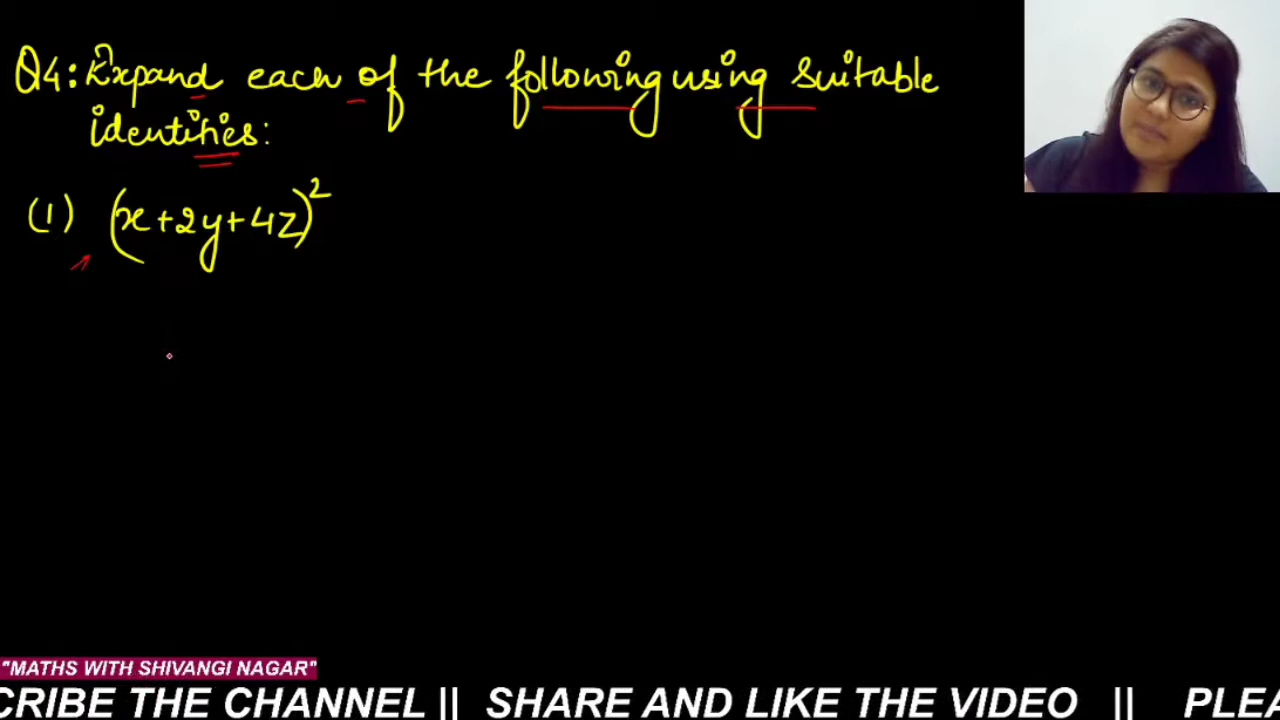 Q4: Expand each of the following using suitable
identities:
(1) (x+2y+4z)²
"MATHS WITH SHIVANGI NAGAR"
CRIBE THE CHANNEL || SHARE AND LIKE THE VIDEO || PLEA